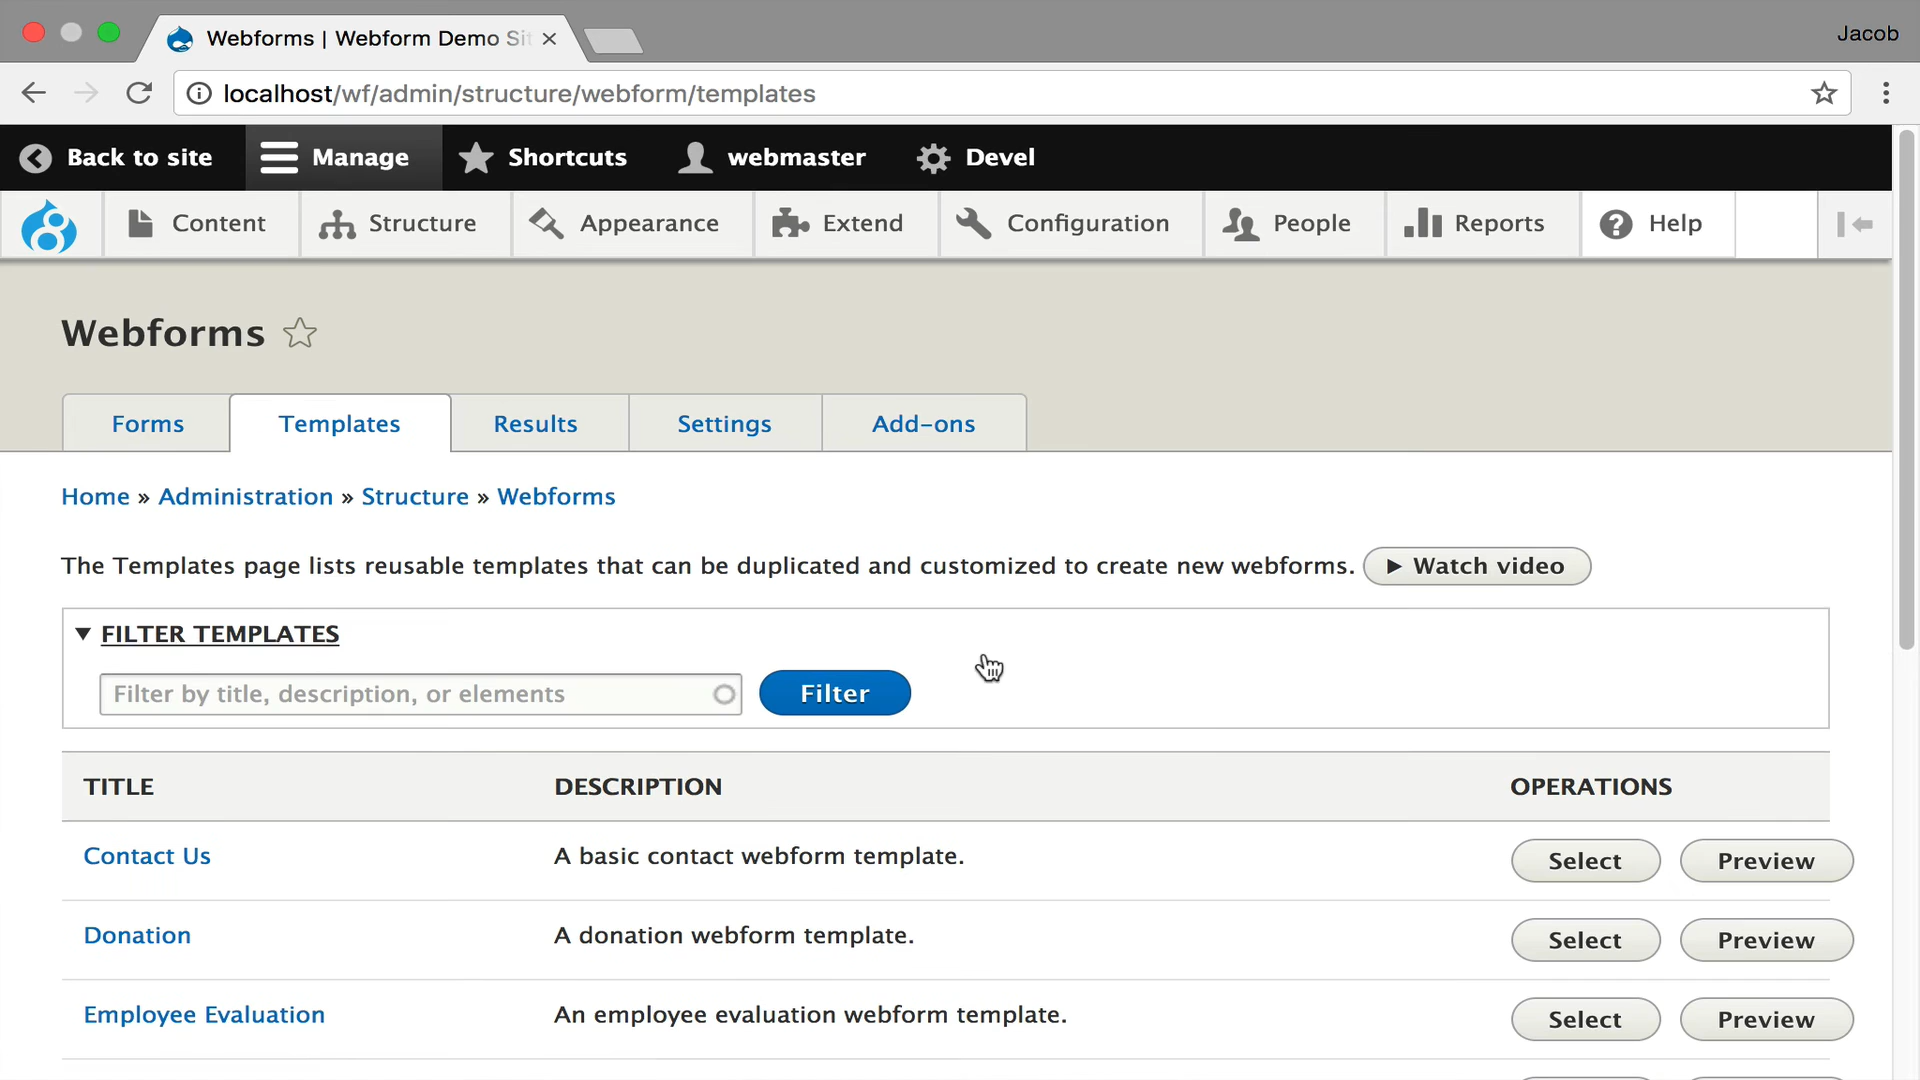 Webforms | Webform Demo Sit
Jacob
localhost/wf/admin/structure/webform/templates
Back to site Manage Shortcuts webmaster Devel
Content Structure Appearance Extend Configuration People Reports Help
Webforms
Forms Templates Results Settings Add-ons
Home » Administration » Structure » Webforms
The Templates page lists reusable templates that can be duplicated and customized to create new webforms. ► Watch video
▼ FILTER TEMPLATES
Filter by title, description, or elements Filter
TITLE DESCRIPTION OPERATIONS
Contact Us A basic contact webform template. Select Preview
Donation A donation webform template. Select Preview
Employee Evaluation An employee evaluation webform template. Select Preview